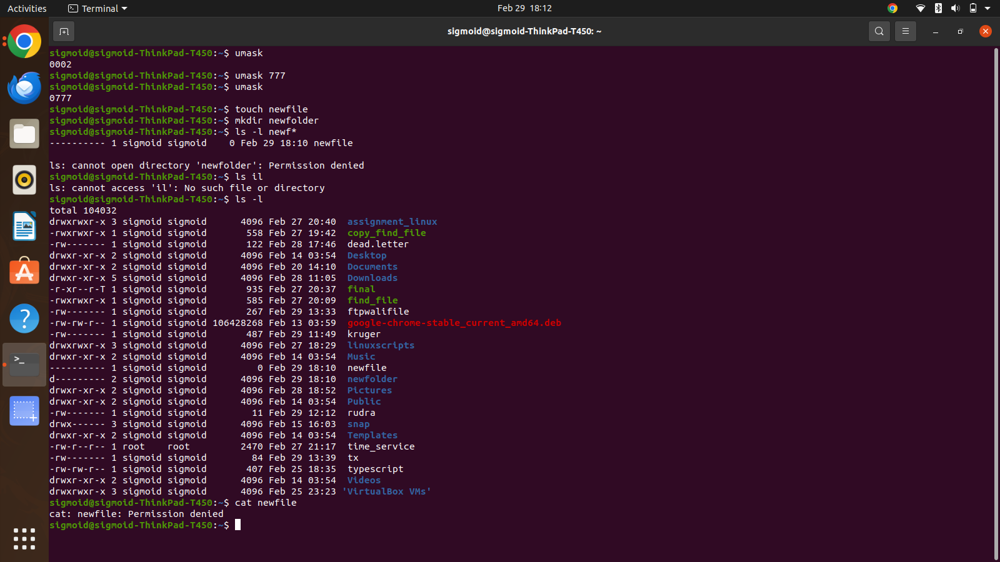 Activities Terminal Feb 29 18:12
sigmoid@sigmoid-ThinkPad-T450: ~
sigmoid@sigmoid-ThinkPad-T450:~$ umask
0002
sigmoid@sigmoid-ThinkPad-T450:~$ umask 777
sigmoid@sigmoid-ThinkPad-T450:~$ umask
0777
sigmoid@sigmoid-ThinkPad-T450:~$ touch newfile
sigmoid@sigmoid-ThinkPad-T450:~$ mkdir newfolder
sigmoid@sigmoid-ThinkPad-T450:~$ ls -l newf*
---------- 1 sigmoid sigmoid    0 Feb 29 18:10 newfile

ls: cannot open directory 'newfolder': Permission denied
sigmoid@sigmoid-ThinkPad-T450:~$ ls il
ls: cannot access 'il': No such file or directory
sigmoid@sigmoid-ThinkPad-T450:~$ ls -l
total 104032
drwxrwxr-x 3 sigmoid sigmoid      4096 Feb 27 20:40  assignment_linux
-rwxrwxr-x 1 sigmoid sigmoid       558 Feb 27 19:42  copy_find_file
-rw------- 1 sigmoid sigmoid       122 Feb 28 17:46  dead.letter
drwxr-xr-x 2 sigmoid sigmoid      4096 Feb 14 03:54  Desktop
drwxr-xr-x 2 sigmoid sigmoid      4096 Feb 20 14:10  Documents
drwxr-xr-x 5 sigmoid sigmoid      4096 Feb 28 11:05  Downloads
-r-xr--r-T 1 sigmoid sigmoid       935 Feb 27 20:37  final
-rwxrwxr-x 1 sigmoid sigmoid       585 Feb 27 20:09  find_file
-rw------- 1 sigmoid sigmoid       267 Feb 29 13:33  ftpwalifile
-rw-rw-r-- 1 sigmoid sigmoid 106428268 Feb 13 03:59  google-chrome-stable_current_amd64.deb
-rw------- 1 sigmoid sigmoid       487 Feb 29 11:49  kruger
drwxrwxr-x 3 sigmoid sigmoid      4096 Feb 27 18:29  linuxscripts
drwxr-xr-x 2 sigmoid sigmoid      4096 Feb 14 03:54  Music
---------- 1 sigmoid sigmoid         0 Feb 29 18:10  newfile
d--------- 2 sigmoid sigmoid      4096 Feb 29 18:10  newfolder
drwxr-xr-x 2 sigmoid sigmoid      4096 Feb 28 18:52  Pictures
drwxr-xr-x 2 sigmoid sigmoid      4096 Feb 14 03:54  Public
-rw------- 1 sigmoid sigmoid        11 Feb 29 12:12  rudra
drwx------ 3 sigmoid sigmoid      4096 Feb 15 16:03  snap
drwxr-xr-x 2 sigmoid sigmoid      4096 Feb 14 03:54  Templates
-rw-r--r-- 1 root    root         2470 Feb 27 21:17  time_service
-rw------- 1 sigmoid sigmoid        84 Feb 29 13:39  tx
-rw-rw-r-- 1 sigmoid sigmoid       407 Feb 25 18:35  typescript
drwxr-xr-x 2 sigmoid sigmoid      4096 Feb 14 03:54  Videos
drwxrwxr-x 3 sigmoid sigmoid      4096 Feb 25 23:23 'VirtualBox VMs'
sigmoid@sigmoid-ThinkPad-T450:~$ cat newfile
cat: newfile: Permission denied
sigmoid@sigmoid-ThinkPad-T450:~$